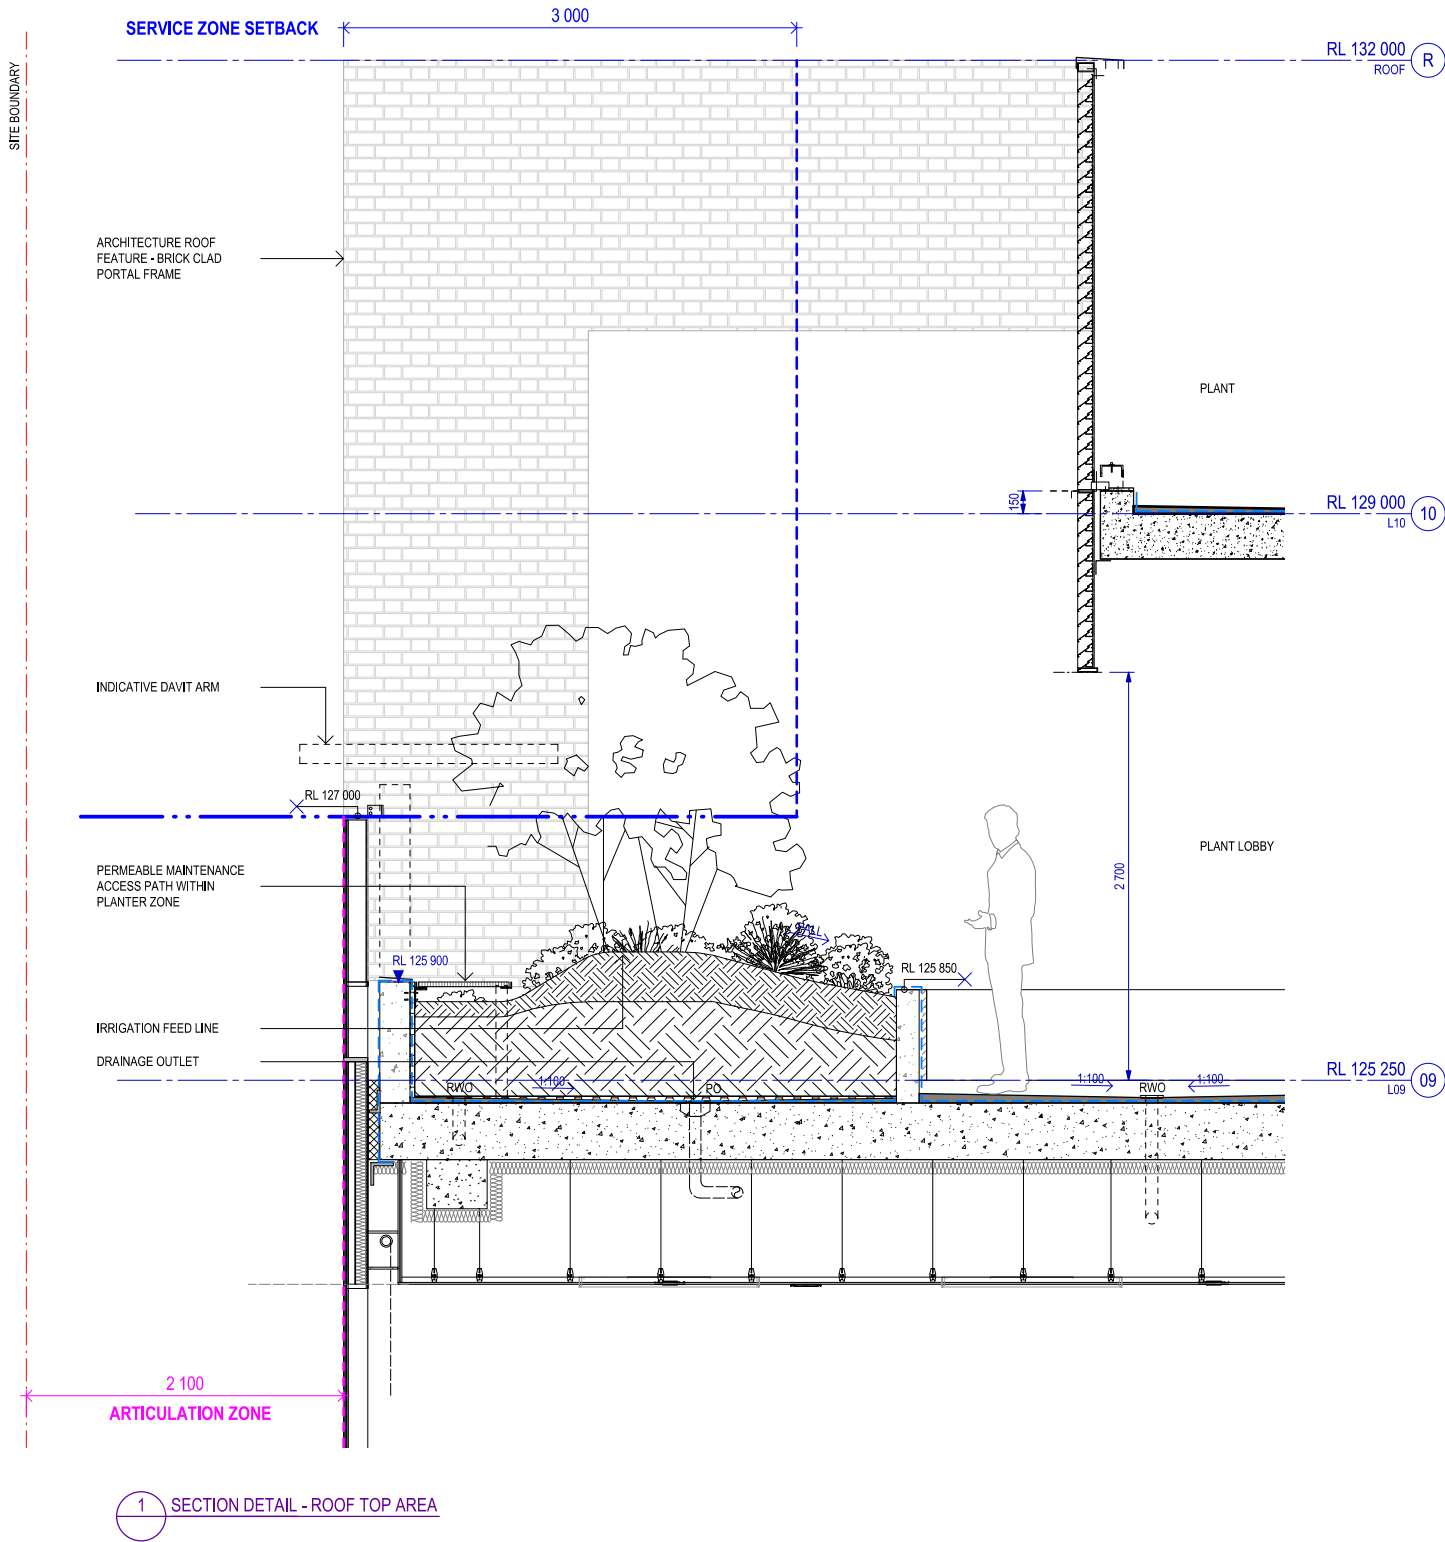 3 000
SERVICE ZONE SETBACK
RL 132 000
ROOF
R
SITE BOUNDARY
ARCHITECTURE ROOF
FEATURE - BRICK CLAD
PORTAL FRAME
PLANT
150
RL 129 000
L10
10
INDICATIVE DAVIT ARM
RL 127 000
PLANT LOBBY
2 700
PERMEABLE MAINTENANCE
ACCESS PATH WITHIN
PLANTER ZONE
FALL
RL 125 900
RL 125 850
IRRIGATION FEED LINE
DRAINAGE OUTLET
RL 125 250
L09
09
RWO
1:100
PO
1:100
RWO
1:100
2 100
ARTICULATION ZONE
1
SECTION DETAIL - ROOF TOP AREA